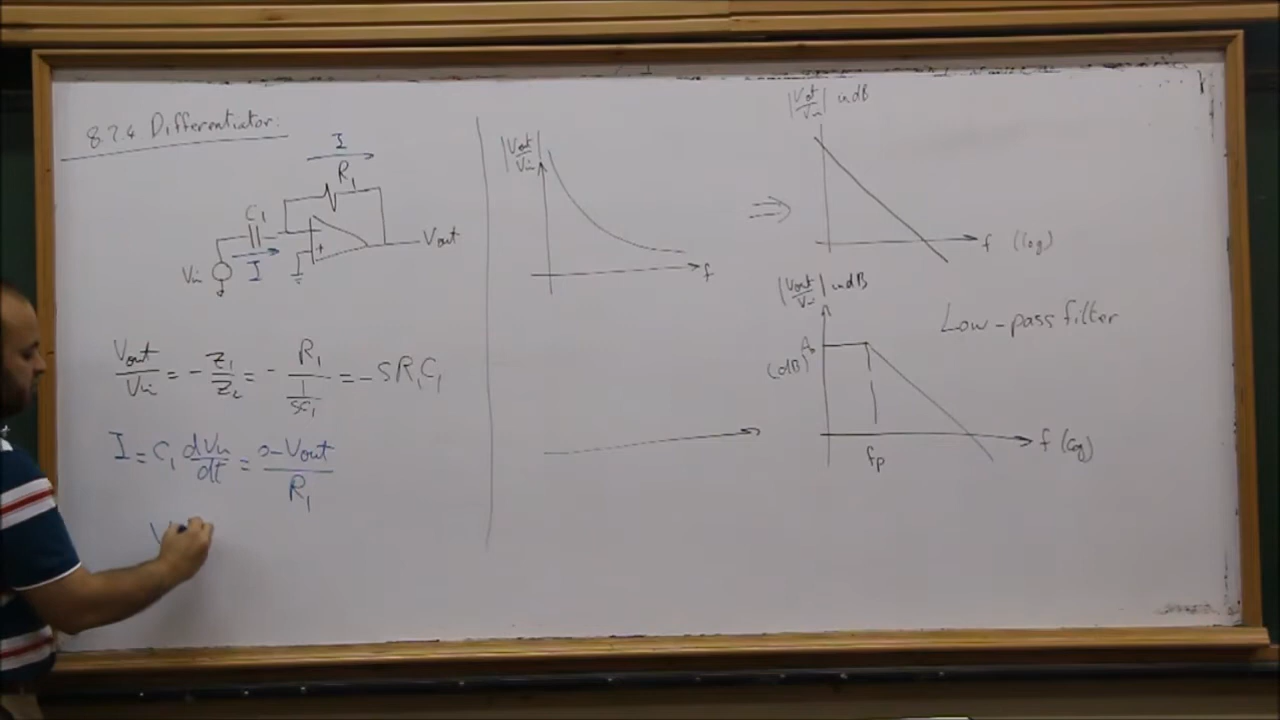 8.2.4 Differentiator:
I
R1
C1
Vin
I
+
Vout
Vout/Vin = - Z1/Z2 = - R1/(1/SC1) = - SR1C1
I = C1 dVin/dt = 0-Vout/R1
V
|Vout/Vin|
f
⇒
|Vout/Vin| in dB
f (log)
|Vout/Vin| in dB
A0
(dB)
fp
f (log)
Low-pass filter